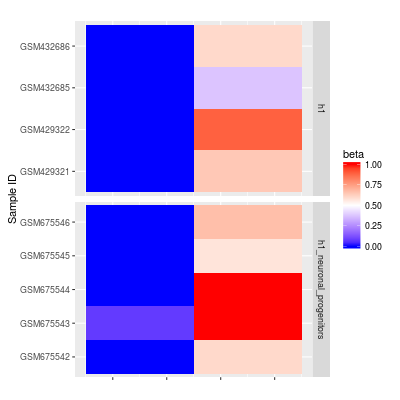 GSM432686
GSM432685
GSM429322
GSM429321
h1
GSM675546
GSM675545
GSM675544
GSM675543
GSM675542
h1_neuronal_progenitors
Sample ID
beta
1.00
0.75
0.50
0.25
0.00